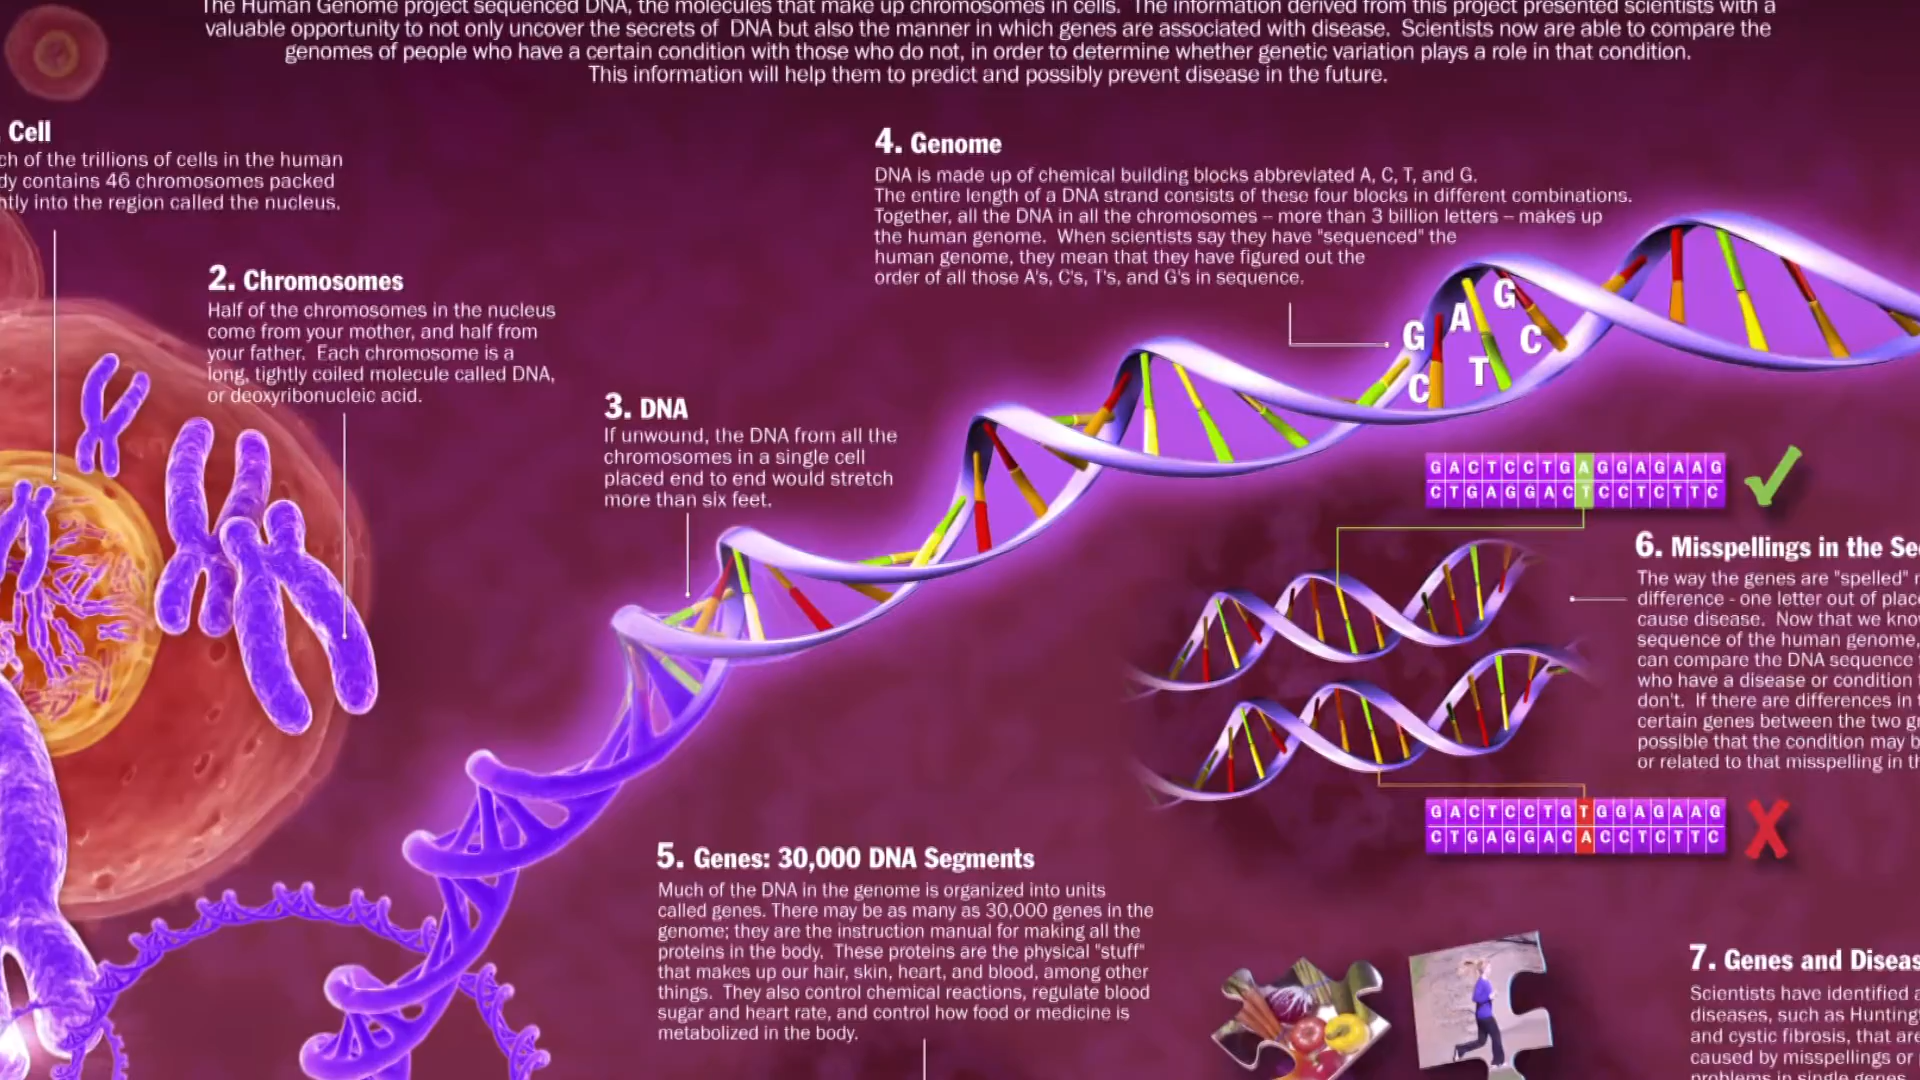 The Human Genome project sequenced DNA, the molecules that make up chromosomes in cells. The information derived from this project presented scientists with a
valuable opportunity to not only uncover the secrets of DNA but also the manner in which genes are associated with disease. Scientists now are able to compare the
genomes of people who have a certain condition with those who do not, in order to determine whether genetic variation plays a role in that condition.
This information will help them to predict and possibly prevent disease in the future.
. Cell
ch of the trillions of cells in the human
dy contains 46 chromosomes packed
ntly into the region called the nucleus.
2. Chromosomes
Half of the chromosomes in the nucleus
come from your mother, and half from
your father. Each chromosome is a
long, tightly coiled molecule called DNA,
or deoxyribonucleic acid.
3. DNA
If unwound, the DNA from all the
chromosomes in a single cell
placed end to end would stretch
more than six feet.
4. Genome
DNA is made up of chemical building blocks abbreviated A, C, T, and G.
The entire length of a DNA strand consists of these four blocks in different combinations.
Together, all the DNA in all the chromosomes -- more than 3 billion letters -- makes up
the human genome. When scientists say they have "sequenced" the
human genome, they mean that they have figured out the
order of all those A's, C's, T's, and G's in sequence.
G A G
C T C
GACTCCTGAGGAGAAG
CTGAGGACTCCTCTTC
6. Misspellings in the Se
The way the genes are "spelled"
difference - one letter out of place
cause disease. Now that we kno
sequence of the human genome,
can compare the DNA sequence
who have a disease or condition
don't. If there are differences in
certain genes between the two g
possible that the condition may b
or related to that misspelling in th
GACTCCTGTGGAGAAG
CTGAGGACACCTCTTC
5. Genes: 30,000 DNA Segments
Much of the DNA in the genome is organized into units
called genes. There may be as many as 30,000 genes in the
genome; they are the instruction manual for making all the
proteins in the body. These proteins are the physical "stuff"
that makes up our hair, skin, heart, and blood, among other
things. They also control chemical reactions, regulate blood
sugar and heart rate, and control how food or medicine is
metabolized in the body.
7. Genes and Diseas
Scientists have identified a
diseases, such as Hunting
and cystic fibrosis, that are
caused by misspellings or
problems in single genes.